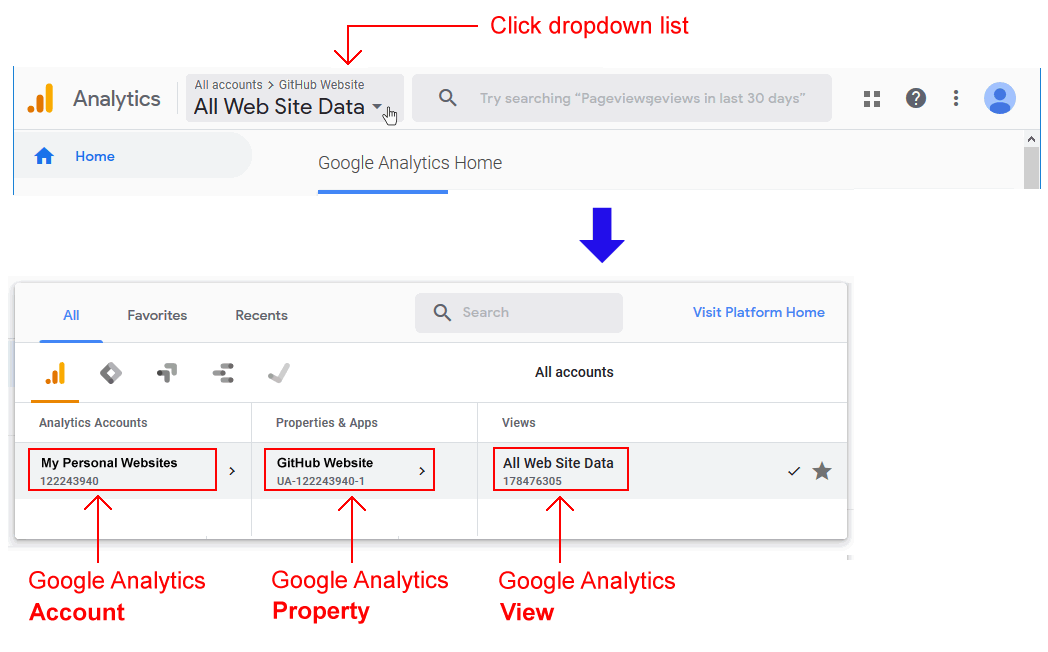 Click dropdown list
Analytics
All accounts > GitHub Website
All Web Site Data
Try searching “Pageviewgeviews in last 30 days”
Home
Google Analytics Home
All
Favorites
Recents
Search
Visit Platform Home
All accounts
Analytics Accounts
Properties & Apps
Views
My Personal Websites
122243940
GitHub Website
UA-122243940-1
All Web Site Data
178476305
Google Analytics
Account
Google Analytics
Property
Google Analytics
View